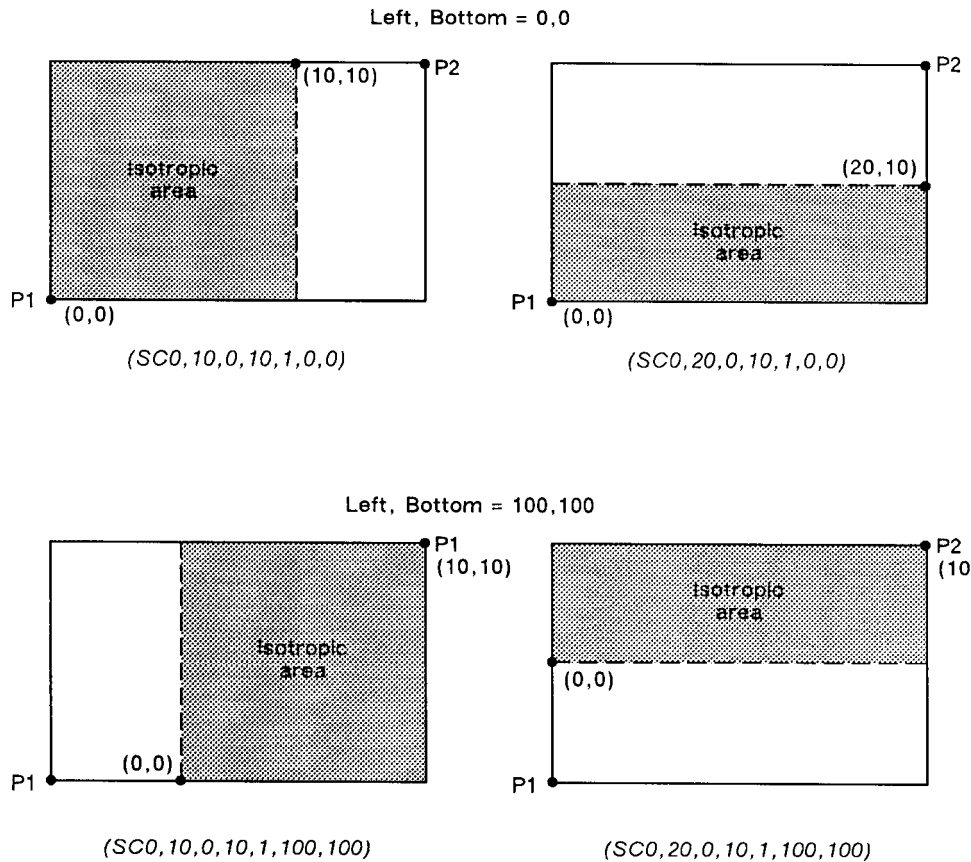 Left, Bottom = 0,0
P2
(10,10)
Isotropic
area
P1
(0,0)
(SC0,10,0,10,1,0,0)
P2
(20,10)
Isotropic
area
P1
(0,0)
(SC0,20,0,10,1,0,0)
Left, Bottom = 100,100
P1
(10,10)
Isotropic
area
(0,0)
P1
(SC0,10,0,10,1,100,100)
P2
(10
Isotropic
area
(0,0)
P1
(SC0,20,0,10,1,100,100)